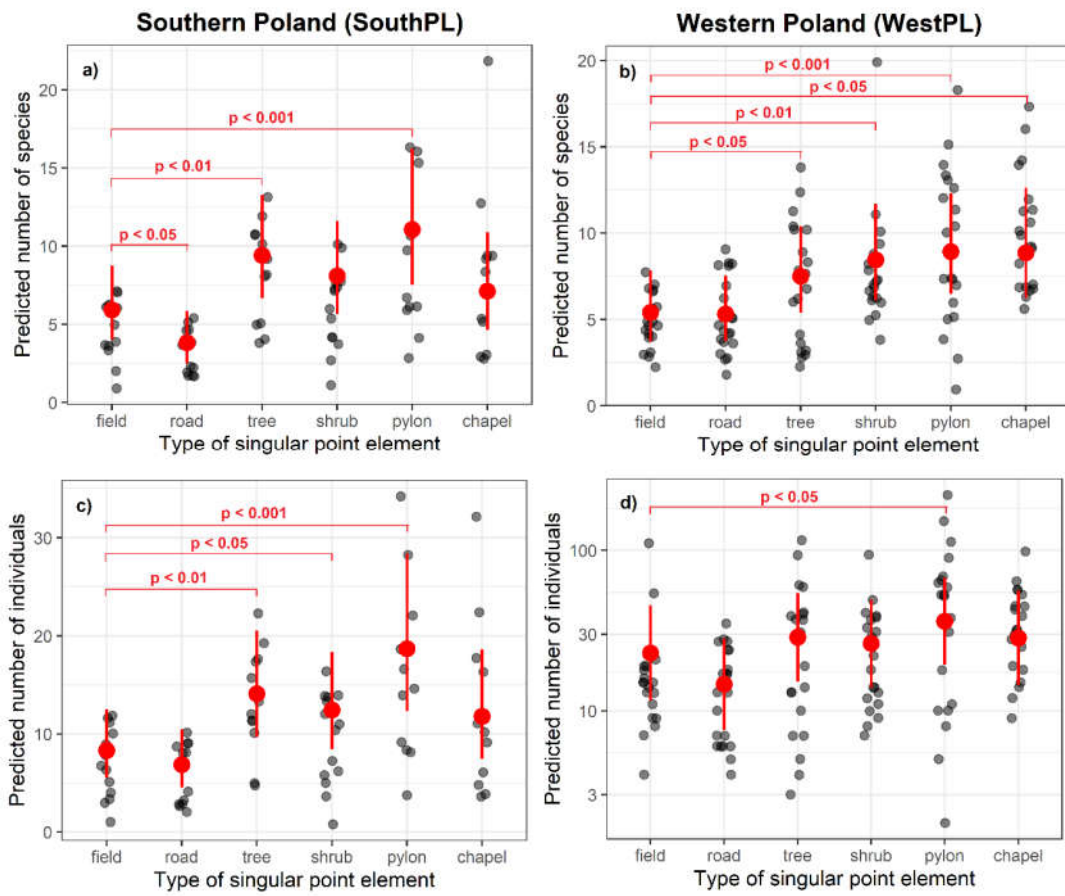 Southern Poland (SouthPL)
Western Poland (WestPL)
a)
Predicted number of species
20
15
10
5
0
p < 0.001
p < 0.01
p < 0.05
field road tree shrub pylon chapel
Type of singular point element
b)
Predicted number of species
20
15
10
5
0
p < 0.001
p < 0.05
p < 0.01
p < 0.05
field road tree shrub pylon chapel
Type of singular point element
c)
Predicted number of individuals
30
20
10
0
p < 0.001
p < 0.05
p < 0.01
field road tree shrub pylon chapel
Type of singular point element
d)
Predicted number of individuals
100
30
10
3
p < 0.05
field road tree shrub pylon chapel
Type of singular point element